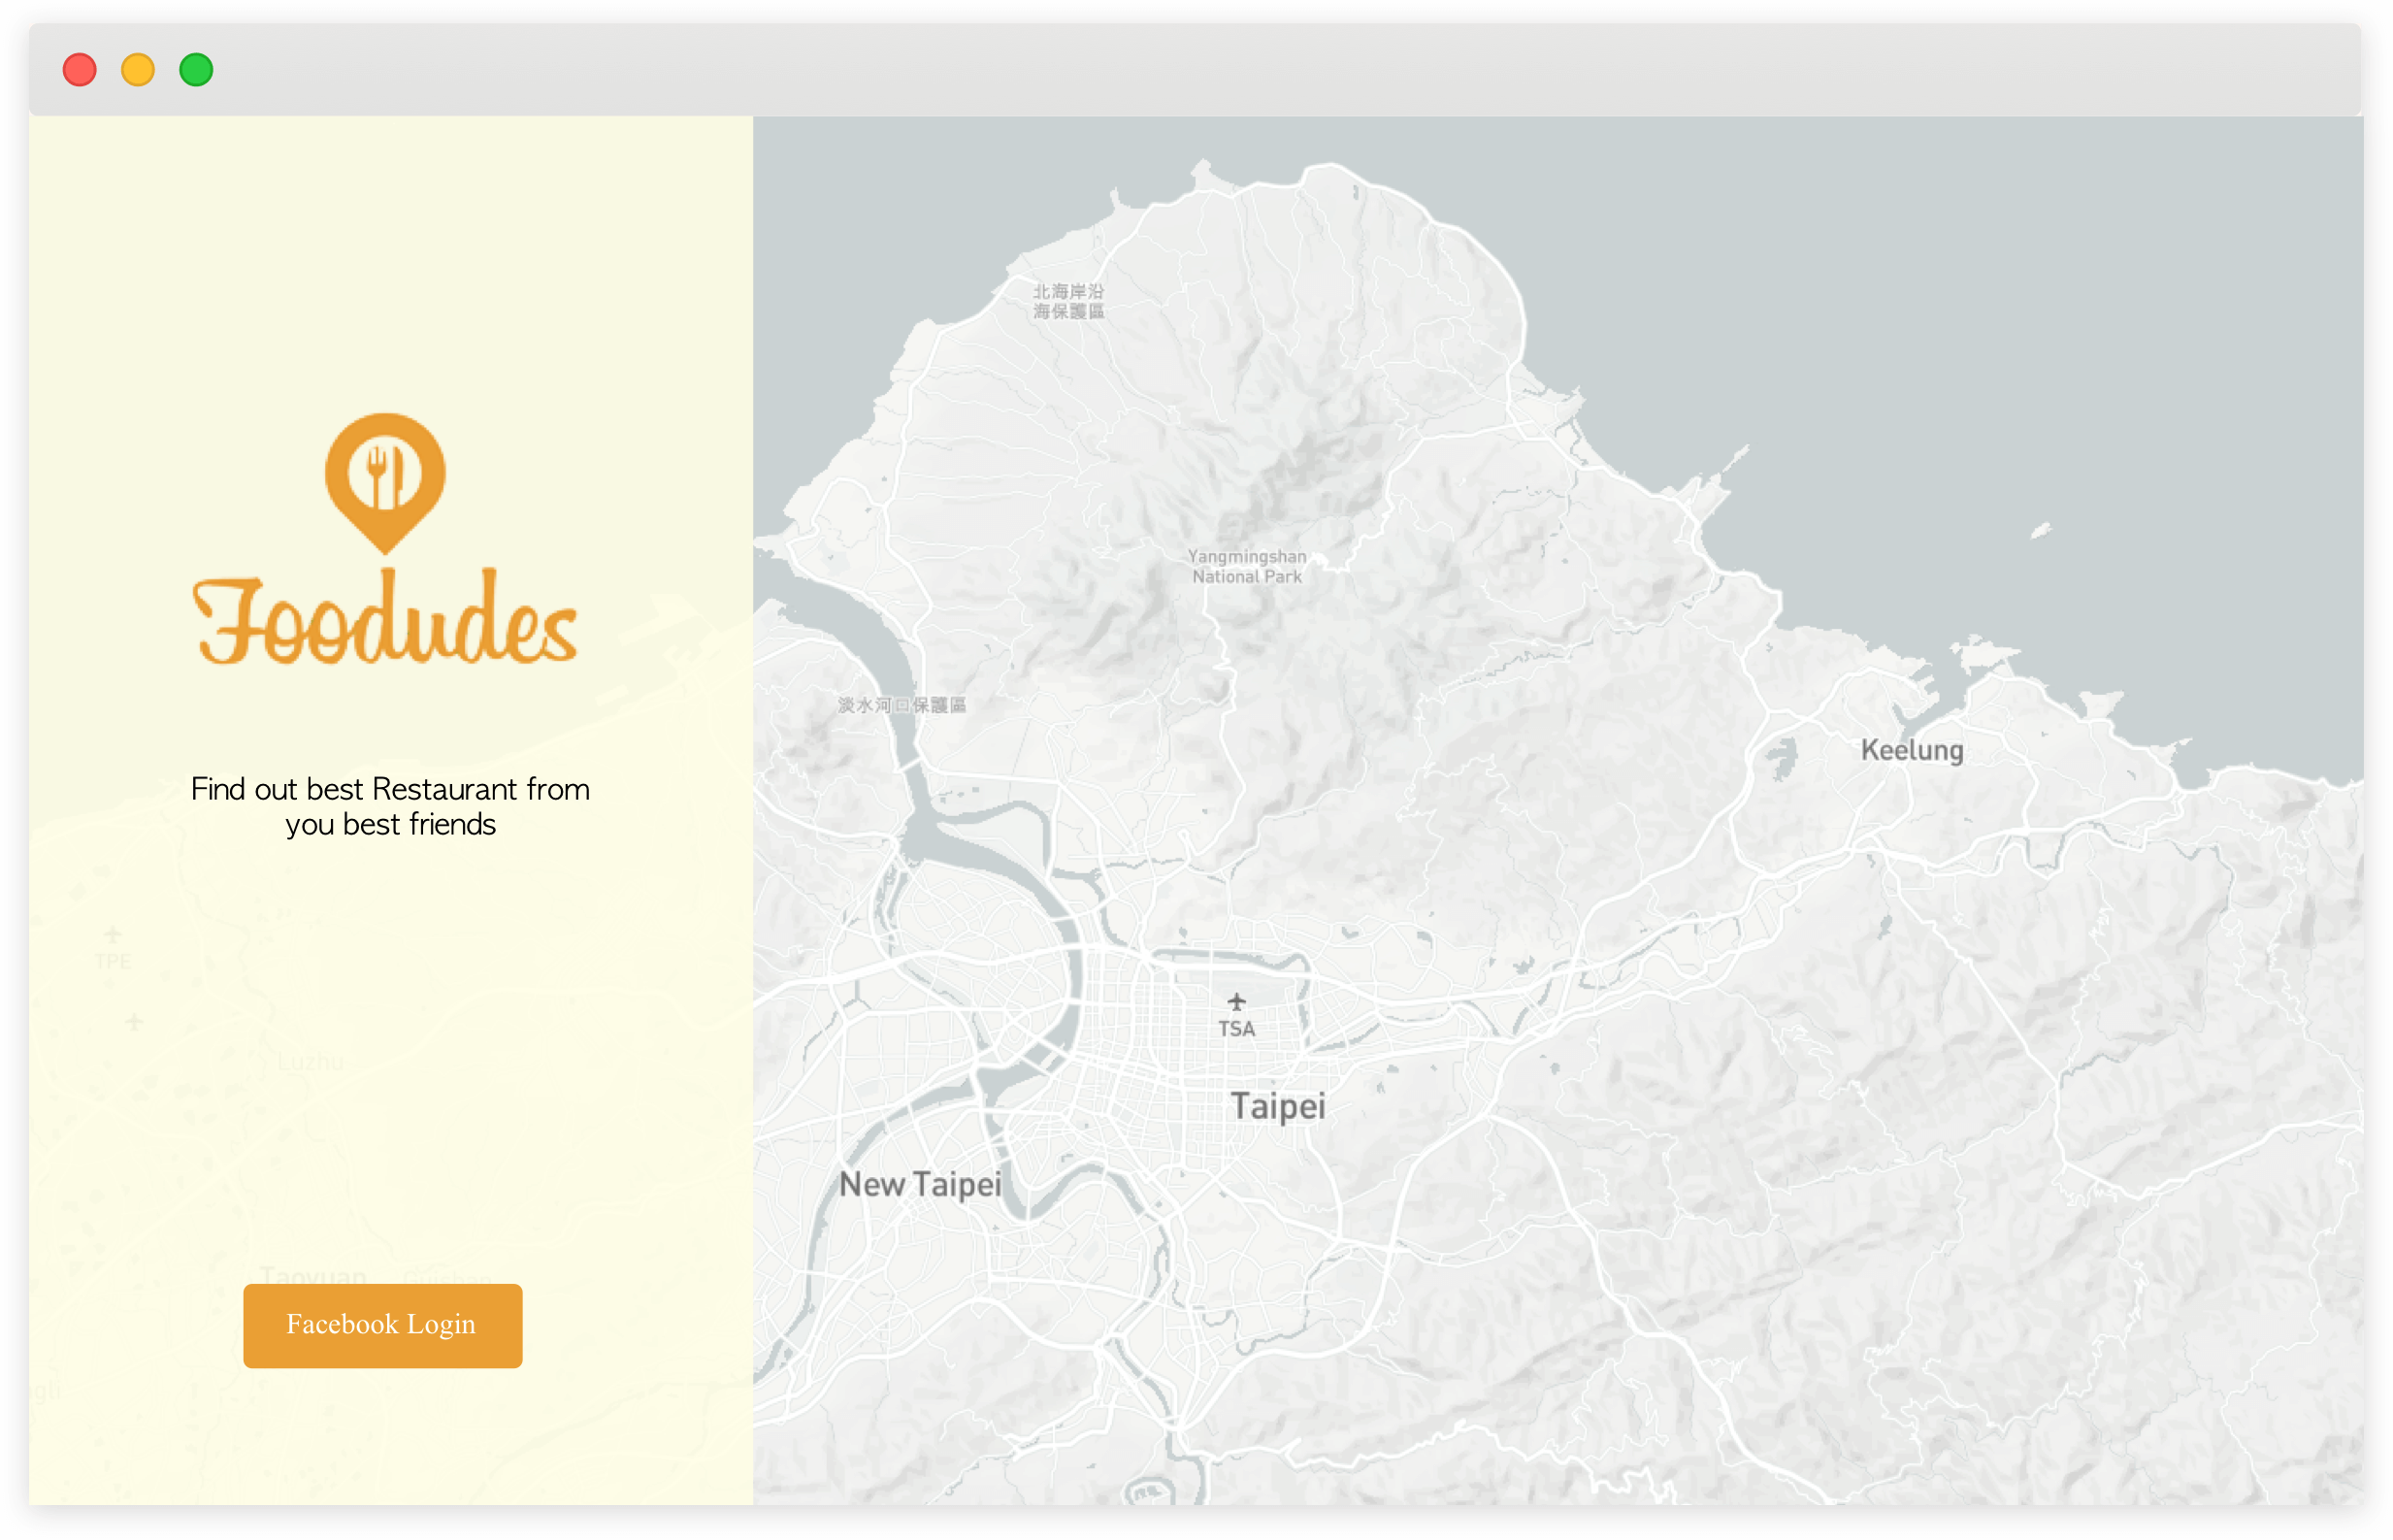 Foodudes
Find out best Restaurant from
you best friends
TPE
Luzhu
Taoyuan
Guishan
Facebook Login
北海岸沿
海保護區
Yangmingshan
National Park
淡水河口保護區
Keelung
TSA
Taipei
New Taipei